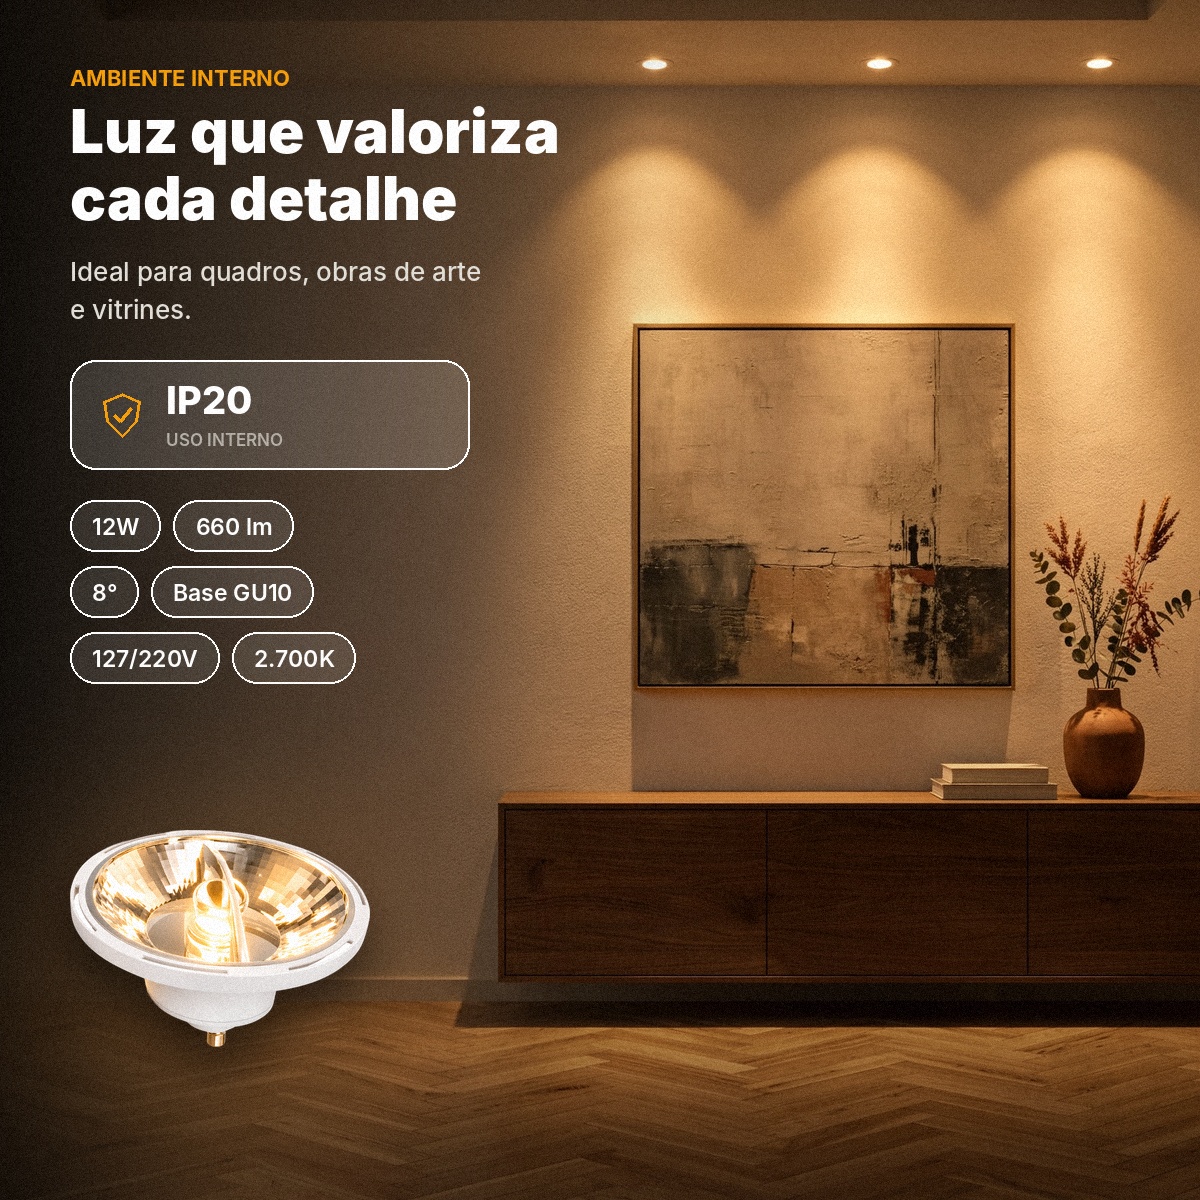 AMBIENTE INTERNO
Luz que valoriza
cada detalhe
Ideal para quadros, obras de arte
e vitrines.
IP20
USO INTERNO
12W
660 lm
8°
Base GU10
127/220V
2.700K